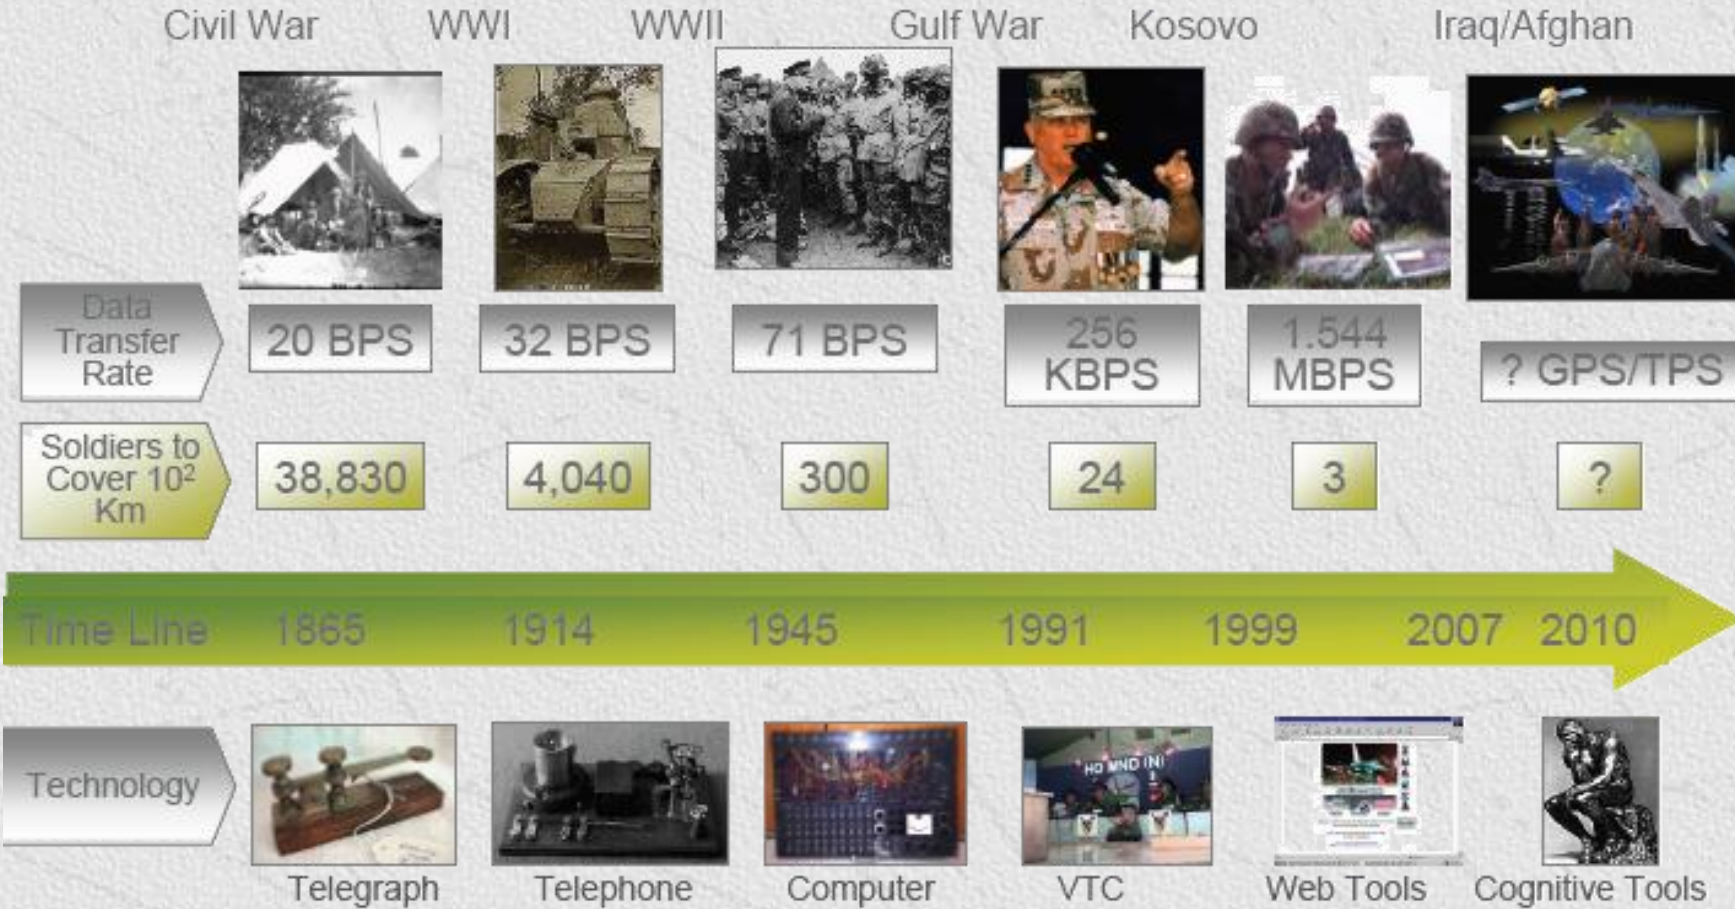 Civil War WWI WWII Gulf War Kosovo Iraq/Afghan
Data
Transfer
Rate
20 BPS 32 BPS 71 BPS 256
KBPS 1.544
MBPS ? GPS/TPS
Soldiers to
Cover 10²
Km
38,830 4,040 300 24 3 ?
Time Line 1865 1914 1945 1991 1999 2007 2010
HQ MND (N)
Technology
Telegraph Telephone Computer VTC Web Tools Cognitive Tools